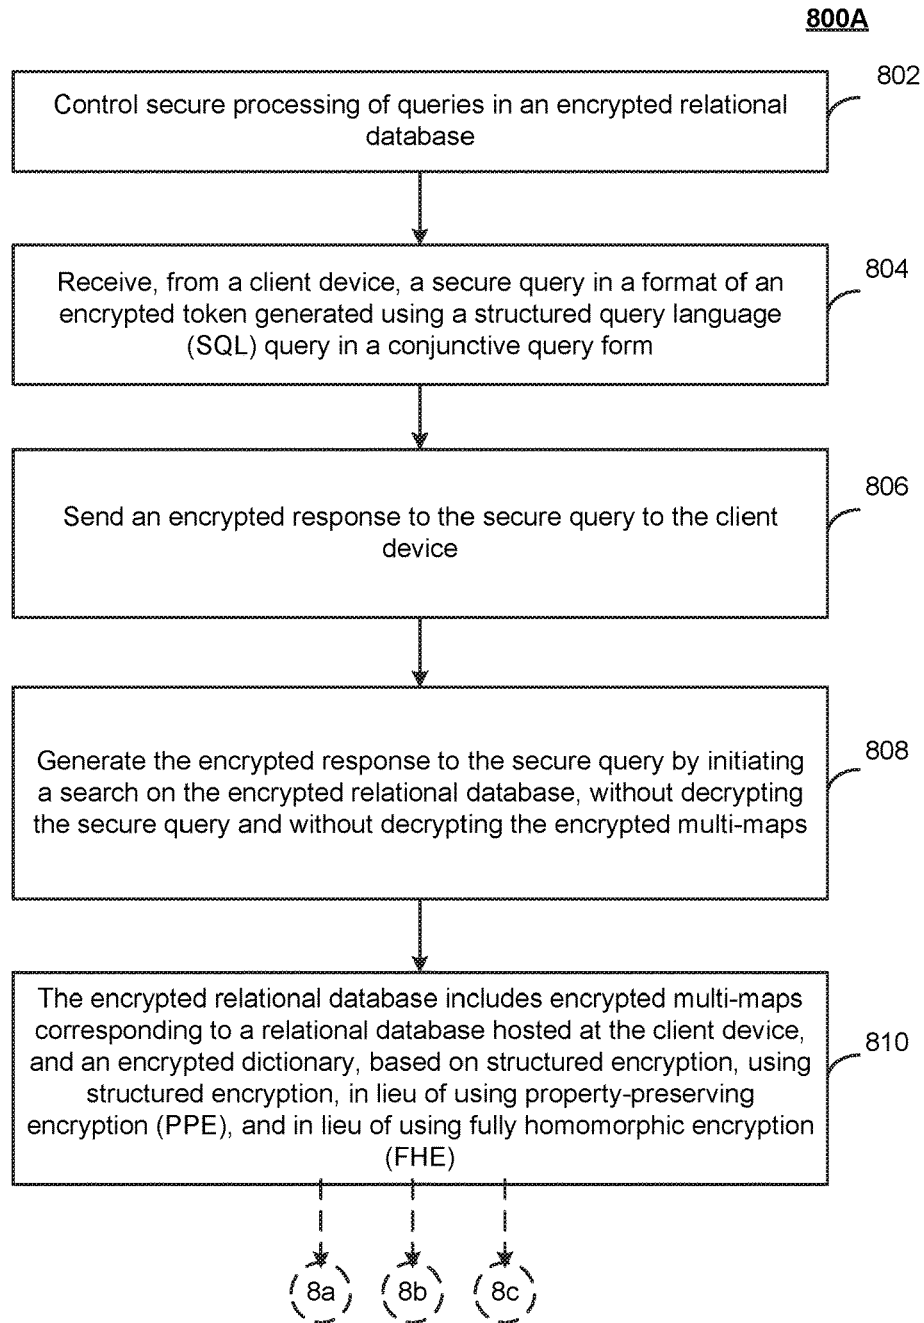 800A
Control secure processing of queries in an encrypted relational
database
802
Receive, from a client device, a secure query in a format of an
encrypted token generated using a structured query language
(SQL) query in a conjunctive query form
804
Send an encrypted response to the secure query to the client
device
806
Generate the encrypted response to the secure query by initiating
a search on the encrypted relational database, without decrypting
the secure query and without decrypting the encrypted multi-maps
808
The encrypted relational database includes encrypted multi-maps
corresponding to a relational database hosted at the client device,
and an encrypted dictionary, based on structured encryption, using
structured encryption, in lieu of using property-preserving
encryption (PPE), and in lieu of using fully homomorphic encryption
(FHE)
810
8a
8b
8c